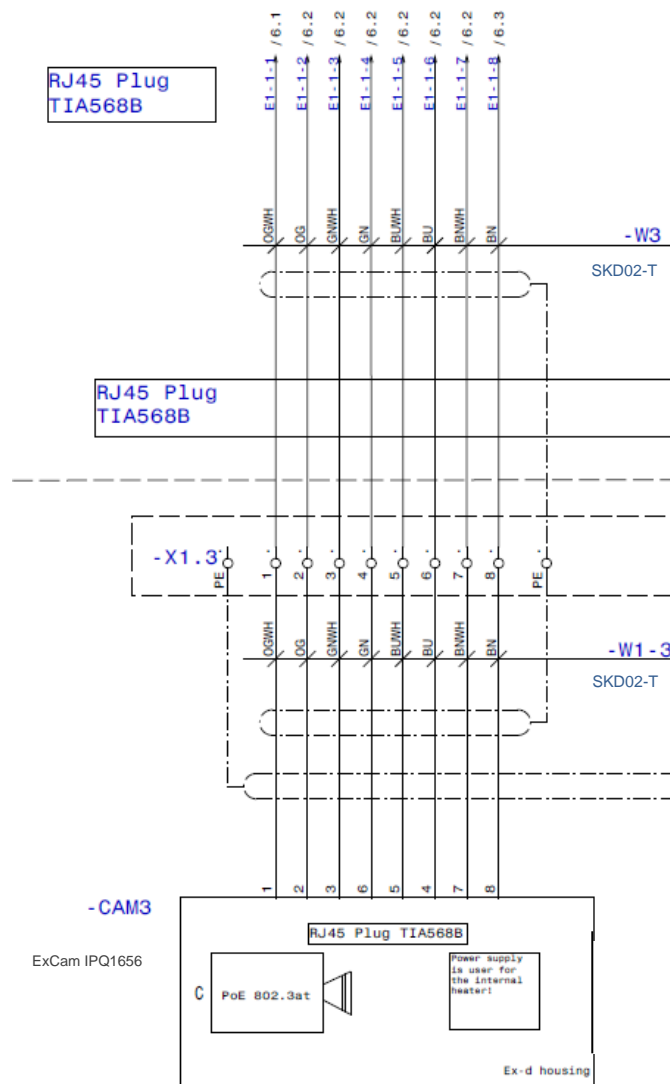 /6.1 /6.2 /6.2 /6.2 /6.2 /6.2 /6.2 /6.3
RJ45 Plug
TIA568B
E1-1-1 E1-1-2 E1-1-3 E1-1-4 E1-1-5 E1-1-6 E1-1-7 E1-1-8
OGWH OG GNWH GN BUWH BU BNWH BN
-W3
SKD02-T
RJ45 Plug
TIA568B
-X1.3
PE 1 2 3 4 5 6 7 8 PE
OGWH OG GNWH GN BUWH BU BNWH BN
-W1-3
SKD02-T
1 2 3 6 5 4 7 8
-CAM3
RJ45 Plug TIA568B
ExCam IPQ1656
C
PoE 802.3at
Power supply
is user for
the internal
heater!
Ex-d housing